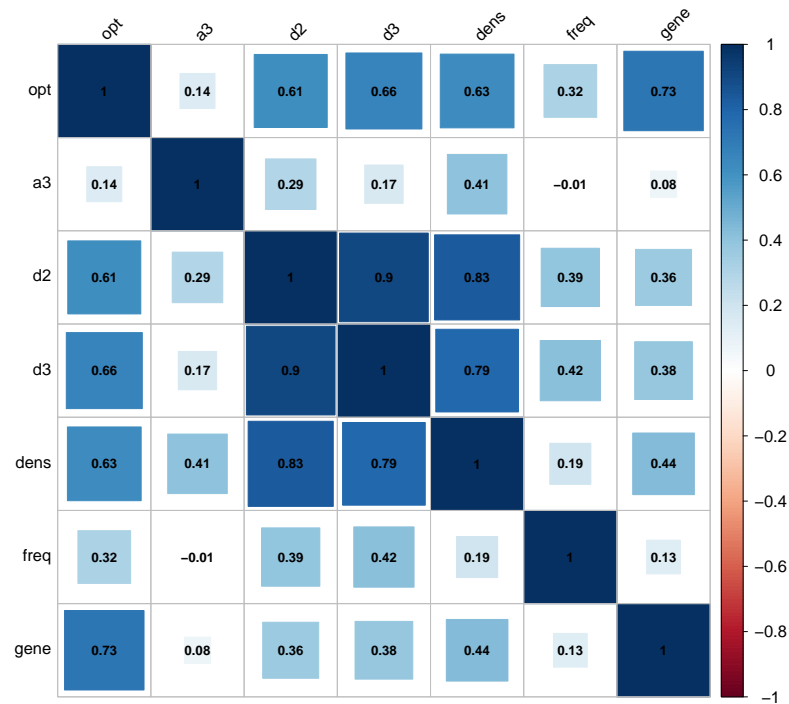 opt a3 d2 d3 dens freq gene
opt 1 0.14 0.61 0.66 0.63 0.32 0.73
a3 0.14 1 0.29 0.17 0.41 −0.01 0.08
d2 0.61 0.29 1 0.9 0.83 0.39 0.36
d3 0.66 0.17 0.9 1 0.79 0.42 0.38
dens 0.63 0.41 0.83 0.79 1 0.19 0.44
freq 0.32 −0.01 0.39 0.42 0.19 1 0.13
gene 0.73 0.08 0.36 0.38 0.44 0.13 1
1
0.8
0.6
0.4
0.2
0
−0.2
−0.4
−0.6
−0.8
−1